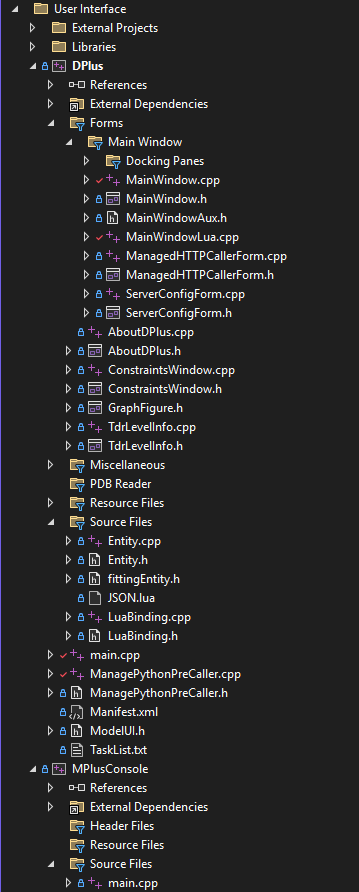 User Interface
External Projects
Libraries
DPlus
References
External Dependencies
Forms
Main Window
Docking Panes
MainWindow.cpp
MainWindow.h
MainWindowAux.h
MainWindowLua.cpp
ManagedHTTPCallerForm.cpp
ManagedHTTPCallerForm.h
ServerConfigForm.cpp
ServerConfigForm.h
AboutDPlus.cpp
AboutDPlus.h
ConstraintsWindow.cpp
ConstraintsWindow.h
GraphFigure.h
TdrLevelInfo.cpp
TdrLevelInfo.h
Miscellaneous
PDB Reader
Resource Files
Source Files
Entity.cpp
Entity.h
fittingEntity.h
JSON.lua
LuaBinding.cpp
LuaBinding.h
main.cpp
ManagePythonPreCaller.cpp
ManagePythonPreCaller.h
Manifest.xml
ModelUI.h
TaskList.txt
MPlusConsole
References
External Dependencies
Header Files
Resource Files
Source Files
main.cpp